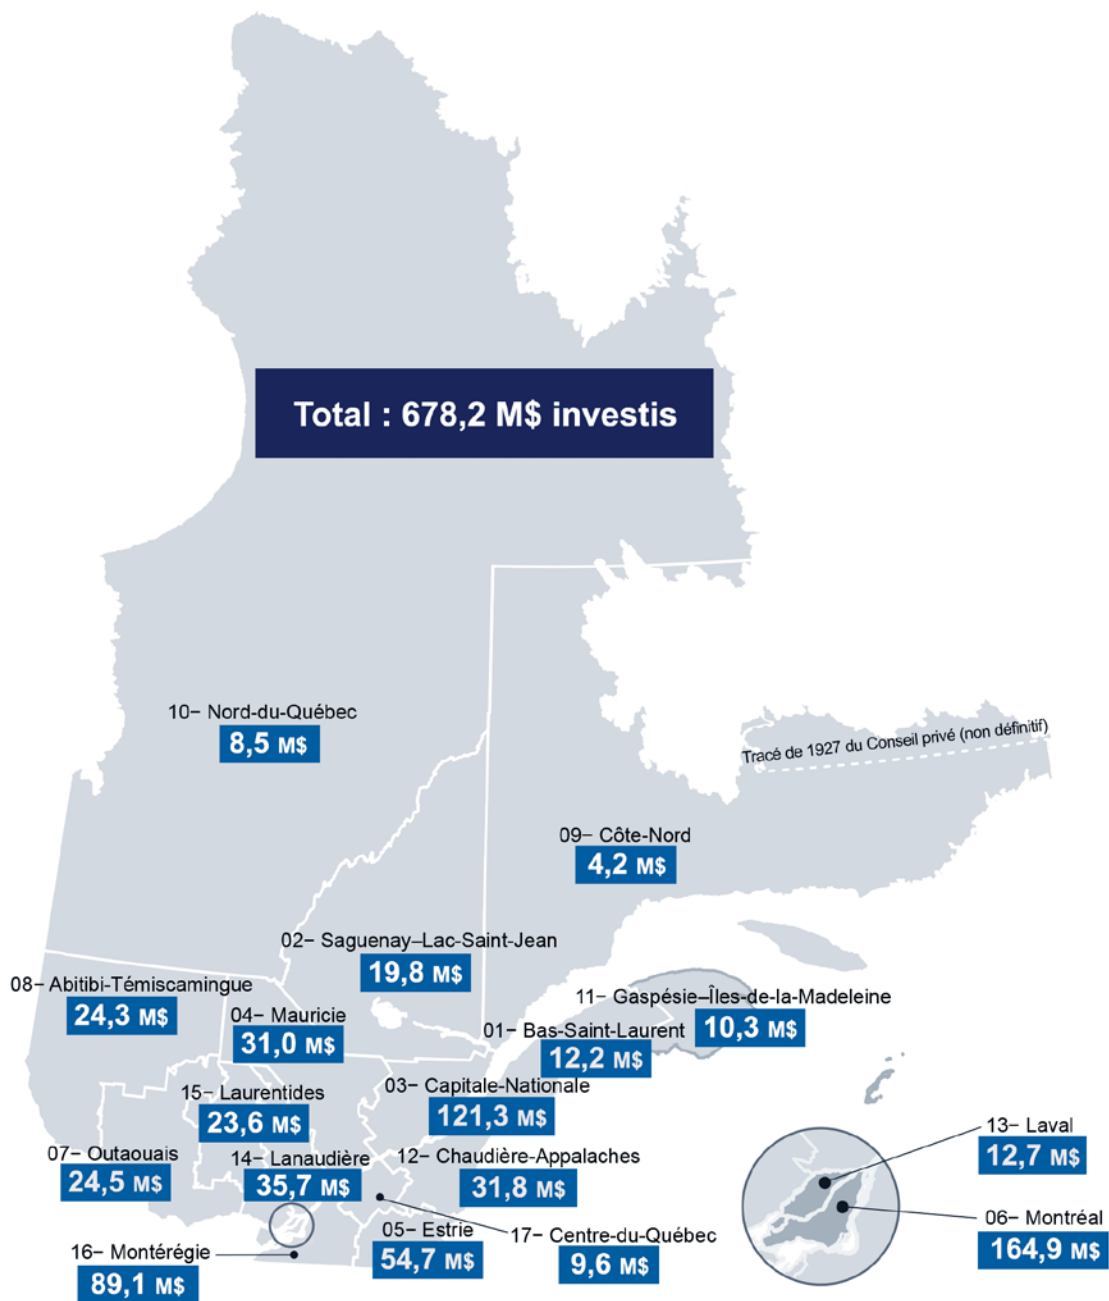 Total : 678,2 M$ investis
10– Nord-du-Québec
8,5 M$
Tracé de 1927 du Conseil privé (non définitif)
09– Côte-Nord
4,2 M$
02– Saguenay–Lac-Saint-Jean
19,8 M$
08– Abitibi-Témiscamingue
24,3 M$
11– Gaspésie–Îles-de-la-Madeleine
10,3 M$
04– Mauricie
31,0 M$
01– Bas-Saint-Laurent
12,2 M$
15– Laurentides
23,6 M$
03– Capitale-Nationale
121,3 M$
07– Outaouais
24,5 M$
14– Lanaudière
35,7 M$
12– Chaudière-Appalaches
31,8 M$
13– Laval
12,7 M$
06– Montréal
164,9 M$
16– Montérégie
89,1 M$
05– Estrie
54,7 M$
17– Centre-du-Québec
9,6 M$